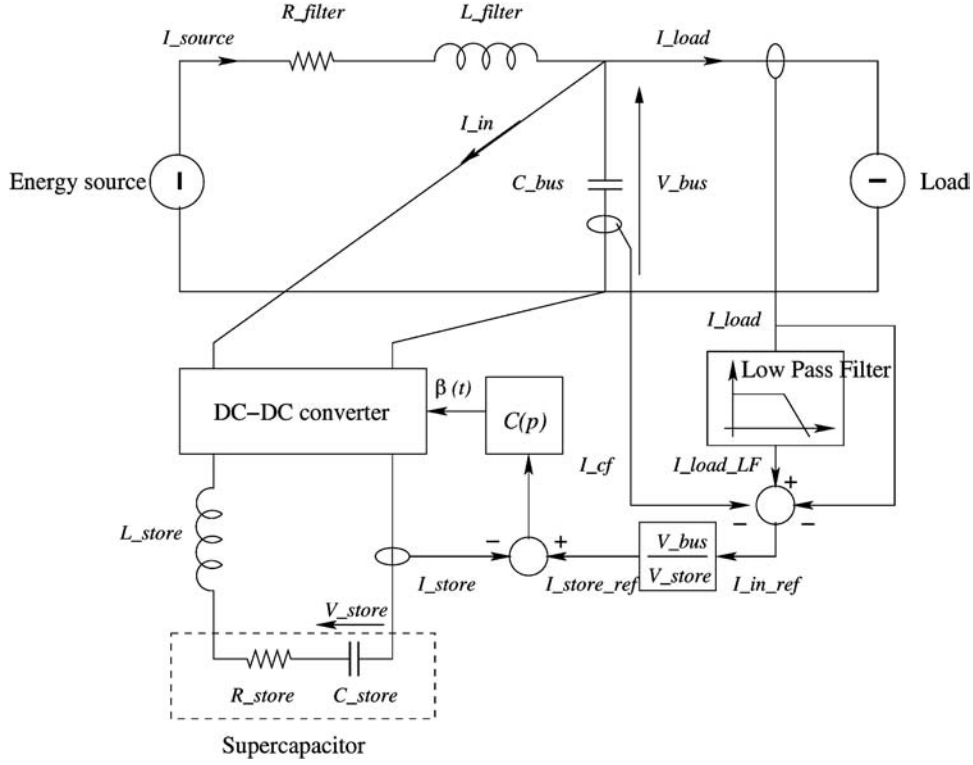 R_filter
L_filter
I_source
I_load
I_in
Energy source
I
C_bus
V_bus
–
Load
I_load
Low Pass Filter
β (t)
DC–DC converter
C(p)
I_cf
I_load_LF
+
–
–
L_store
–
+
V_bus
V_store
I_store
I_store_ref
I_in_ref
V_store
R_store
C_store
Supercapacitor